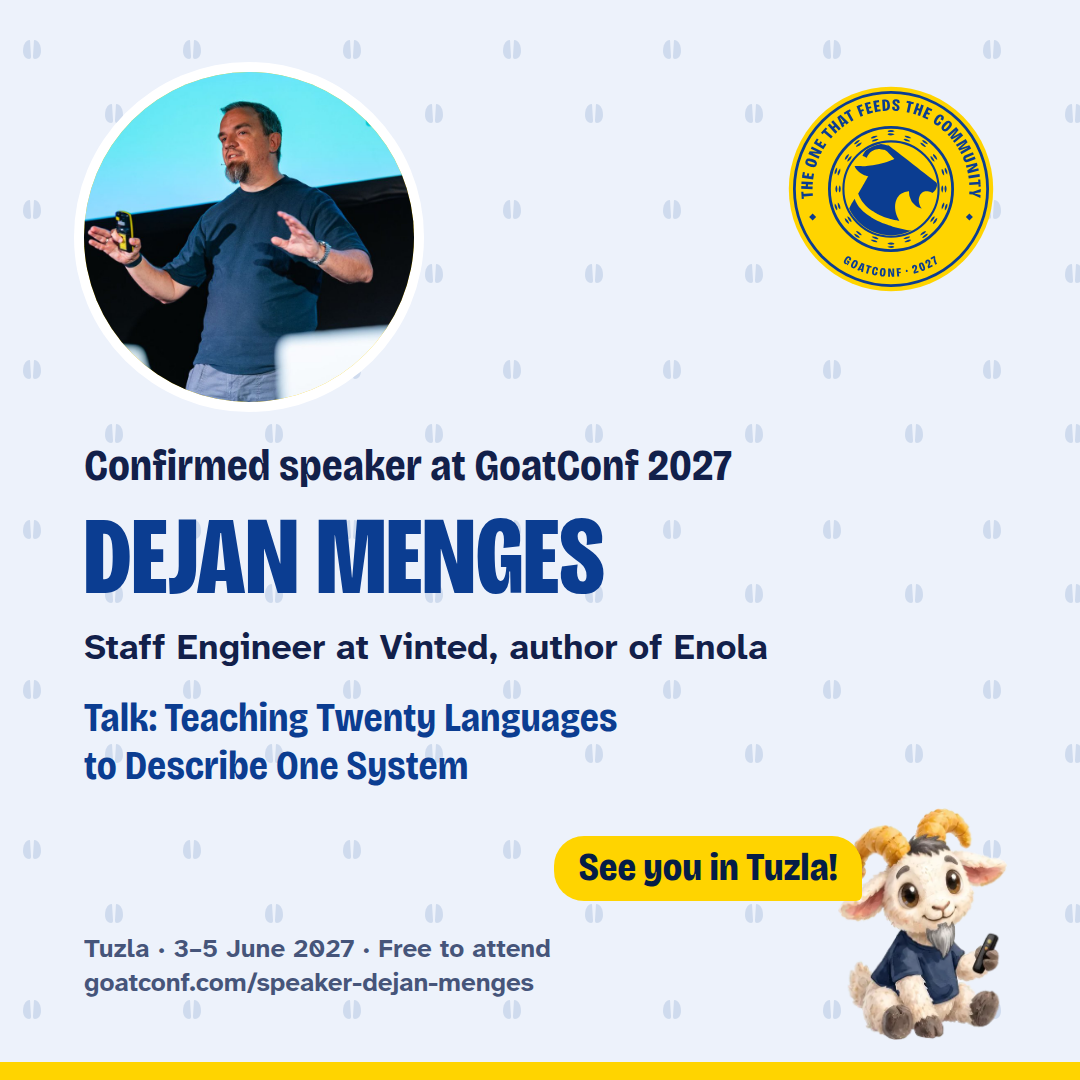 THE ONE THAT FEEDS THE COMMUNITY
GOATCONF · 2027
Confirmed speaker at GoatConf 2027
DEJAN MENGES
Staff Engineer at Vinted, author of Enola
Talk: Teaching Twenty Languages
to Describe One System
See you in Tuzla!
Tuzla · 3–5 June 2027 · Free to attend
goatconf.com/speaker-dejan-menges